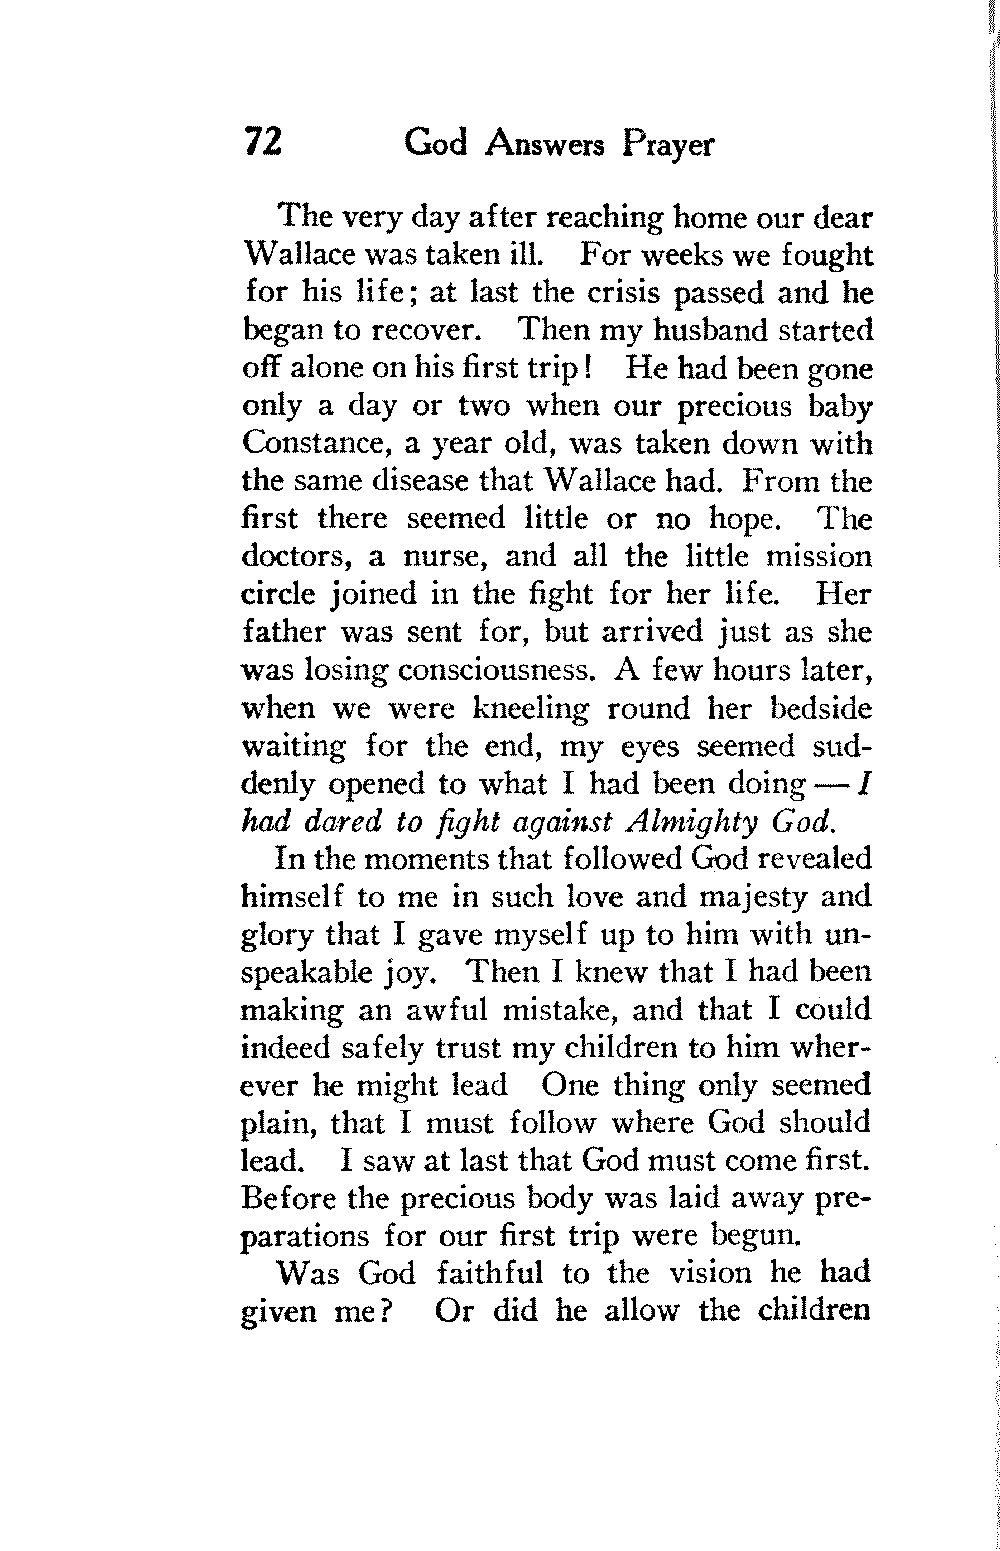 72 God Answers Prayer
The very day after reaching home our dear
Wallace was taken ill. For weeks we fought
for his life; at last the crisis passed and he
began to recover. Then my husband started
off alone on his first trip! He had been gone
only a day or two when our precious baby
Constance, a year old, was taken down with
the same disease that Wallace had. From the
first there seemed little or no hope. The
doctors, a nurse, and all the little mission
circle joined in the fight for her life. Her
father was sent for, but arrived just as she
was losing consciousness. A few hours later,
when we were kneeling round her bedside
waiting for the end, my eyes seemed sud-
denly opened to what I had been doing — I
had dared to fight against Almighty God.
In the moments that followed God revealed
himself to me in such love and majesty and
glory that I gave myself up to him with un-
speakable joy. Then I knew that I had been
making an awful mistake, and that I could
indeed safely trust my children to him wher-
ever he might lead One thing only seemed
plain, that I must follow where God should
lead. I saw at last that God must come first.
Before the precious body was laid away pre-
parations for our first trip were begun.
Was God faithful to the vision he had
given me? Or did he allow the children